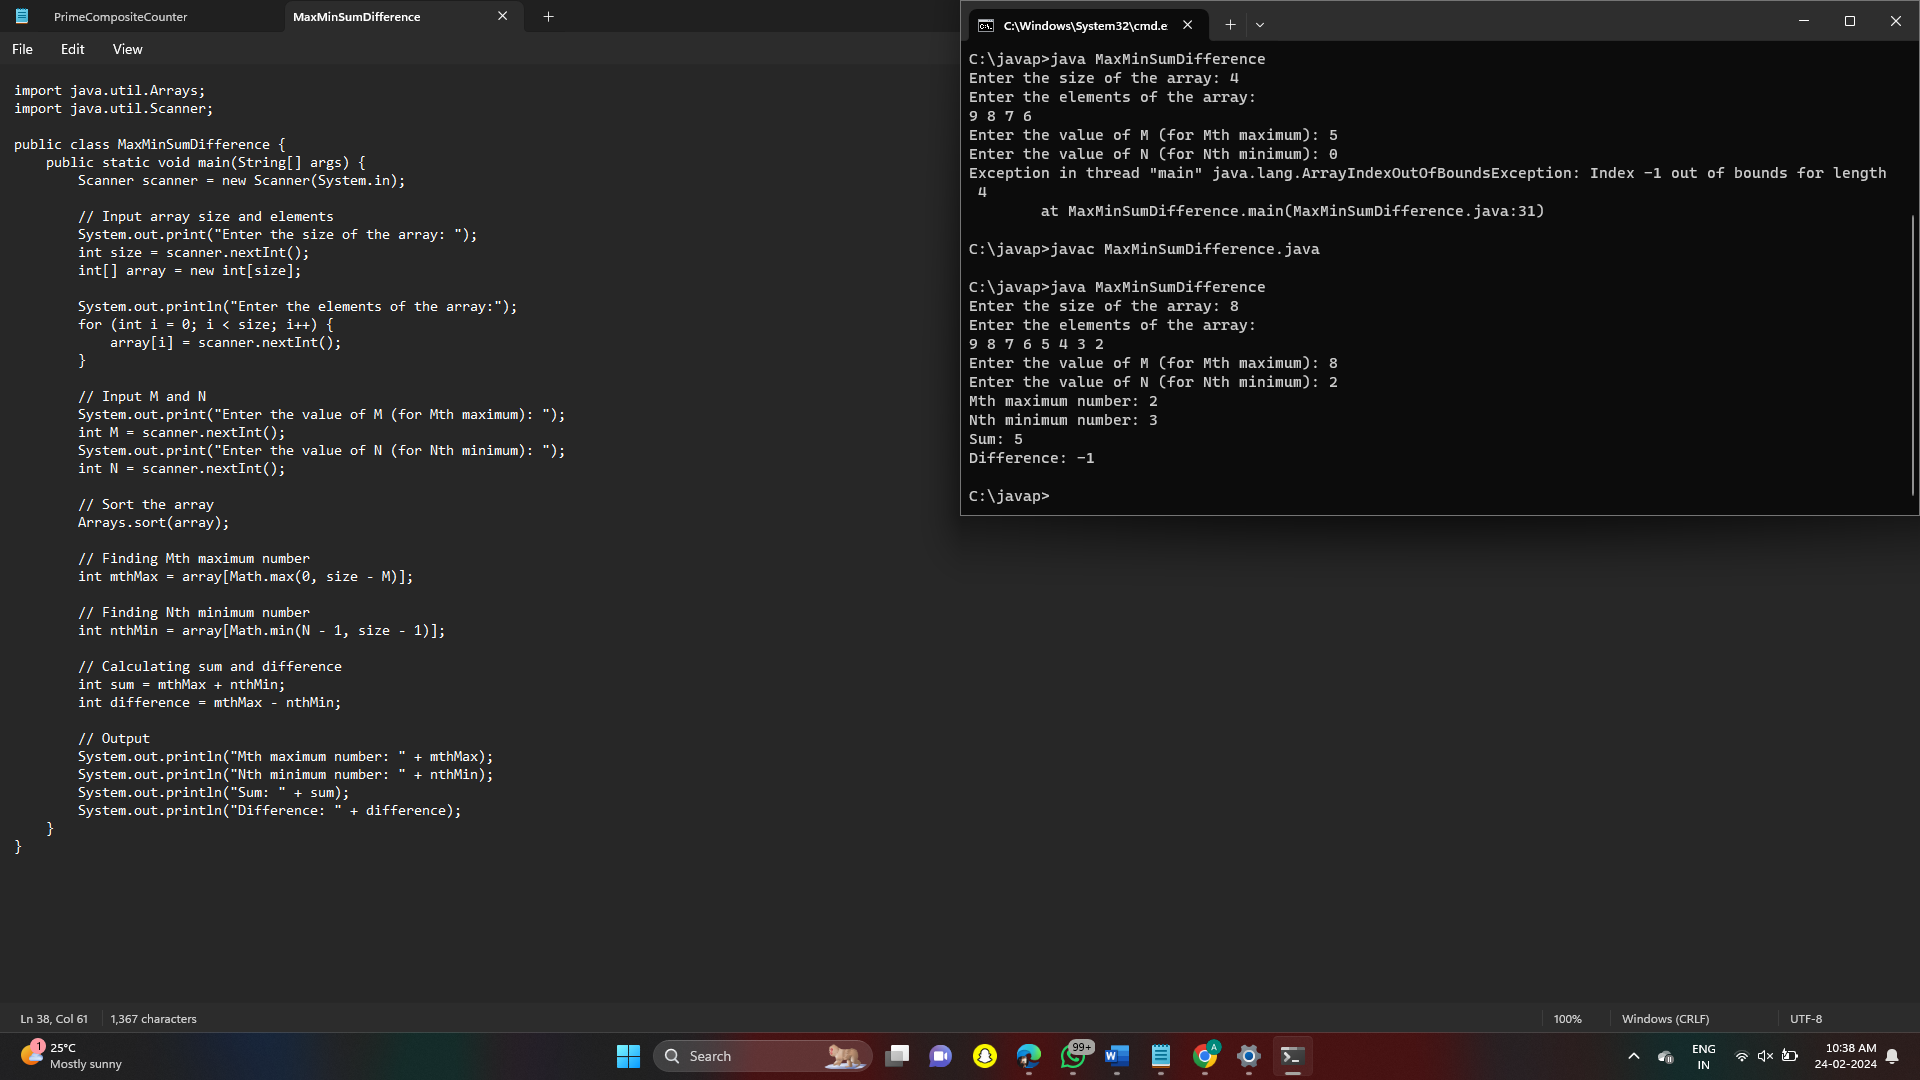 PrimeCompositeCounter
MaxMinSumDifference
File Edit View
import java.util.Arrays;
import java.util.Scanner;
public class MaxMinSumDifference {
public static void main(String[] args) {
Scanner scanner = new Scanner(System.in);
// Input array size and elements
System.out.print("Enter the size of the array: ");
int size = scanner.nextInt();
int[] array = new int[size];
System.out.println("Enter the elements of the array:");
for (int i = 0; i < size; i++) {
array[i] = scanner.nextInt();
}
// Input M and N
System.out.print("Enter the value of M (for Mth maximum): ");
int M = scanner.nextInt();
System.out.print("Enter the value of N (for Nth minimum): ");
int N = scanner.nextInt();
// Sort the array
Arrays.sort(array);
// Finding Mth maximum number
int mthMax = array[Math.max(0, size - M)];
// Finding Nth minimum number
int nthMin = array[Math.min(N - 1, size - 1)];
// Calculating sum and difference
int sum = mthMax + nthMin;
int difference = mthMax - nthMin;
// Output
System.out.println("Mth maximum number: " + mthMax);
System.out.println("Nth minimum number: " + nthMin);
System.out.println("Sum: " + sum);
System.out.println("Difference: " + difference);
}
}
Ln 38, Col 61 1,367 characters
100% Windows (CRLF) UTF-8
C:\Windows\System32\cmd.e
C:\javap>java MaxMinSumDifference
Enter the size of the array: 4
Enter the elements of the array:
9 8 7 6
Enter the value of M (for Mth maximum): 5
Enter the value of N (for Nth minimum): 0
Exception in thread "main" java.lang.ArrayIndexOutOfBoundsException: Index -1 out of bounds for length
4
at MaxMinSumDifference.main(MaxMinSumDifference.java:31)
C:\javap>javac MaxMinSumDifference.java
C:\javap>java MaxMinSumDifference
Enter the size of the array: 8
Enter the elements of the array:
9 8 7 6 5 4 3 2
Enter the value of M (for Mth maximum): 8
Enter the value of N (for Nth minimum): 2
Mth maximum number: 2
Nth minimum number: 3
Sum: 5
Difference: -1
C:\javap>
1
25°C
Mostly sunny
Search
99+
W
A
ENG
IN
10:38 AM
24-02-2024